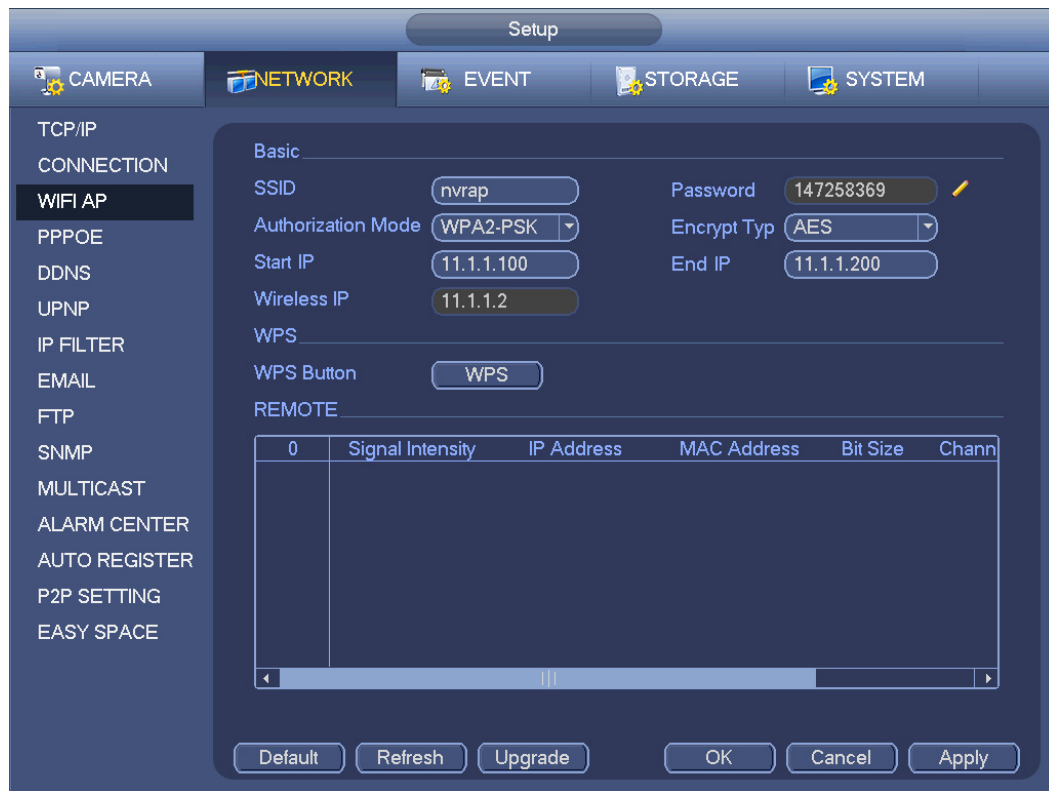 Setup
CAMERA NETWORK EVENT STORAGE SYSTEM
TCP/IP
CONNECTION
WIFI AP
PPPOE
DDNS
UPNP
IP FILTER
EMAIL
FTP
SNMP
MULTICAST
ALARM CENTER
AUTO REGISTER
P2P SETTING
EASY SPACE
Basic
SSID nvrap Password 147258369
Authorization Mode WPA2-PSK Encrypt Typ AES
Start IP 11.1.1.100 End IP 11.1.1.200
Wireless IP 11.1.1.2
WPS
WPS Button WPS
REMOTE
0 Signal Intensity IP Address MAC Address Bit Size Chann
Default Refresh Upgrade OK Cancel Apply